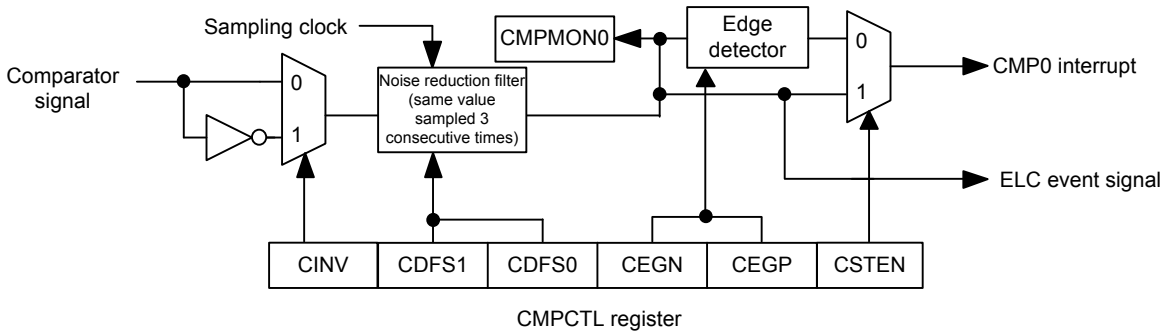 Sampling clock
CMPMON0
Edge
detector
0
CMP0 interrupt
Comparator
signal
0
Noise reduction filter
(same value
sampled 3
consecutive times)
1
1
ELC event signal
CINV
CDFS1
CDFS0
CEGN
CEGP
CSTEN
CMPCTL register